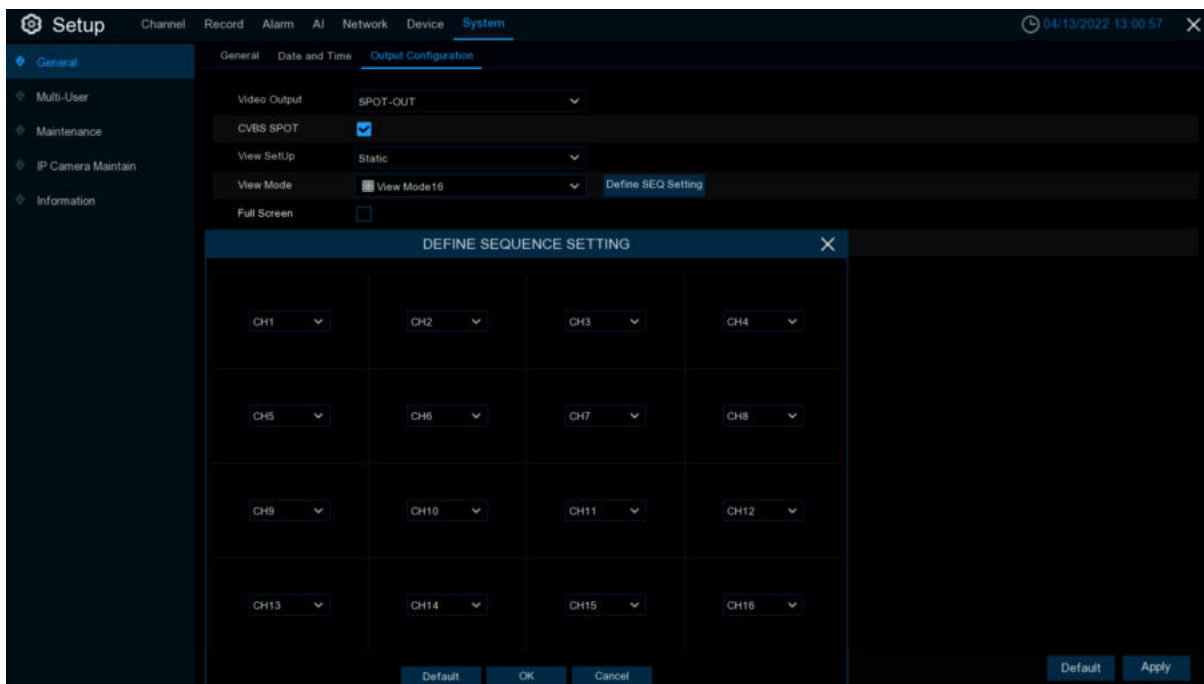 Setup Channel Record Alarm AI Network Device System 04/13/2022 13:00:57
General General Date and Time Output Configuration
Multi-User Video Output SPOT-OUT
Maintenance CVBS SPOT
View SetUp Static
IP Camera Maintain
View Mode View Mode16 Define SEQ Setting
Information
Full Screen
DEFINE SEQUENCE SETTING
CH1 CH2 CH3 CH4
CH5 CH6 CH7 CH8
CH9 CH10 CH11 CH12
CH13 CH14 CH15 CH16
Default OK Cancel
Default Apply